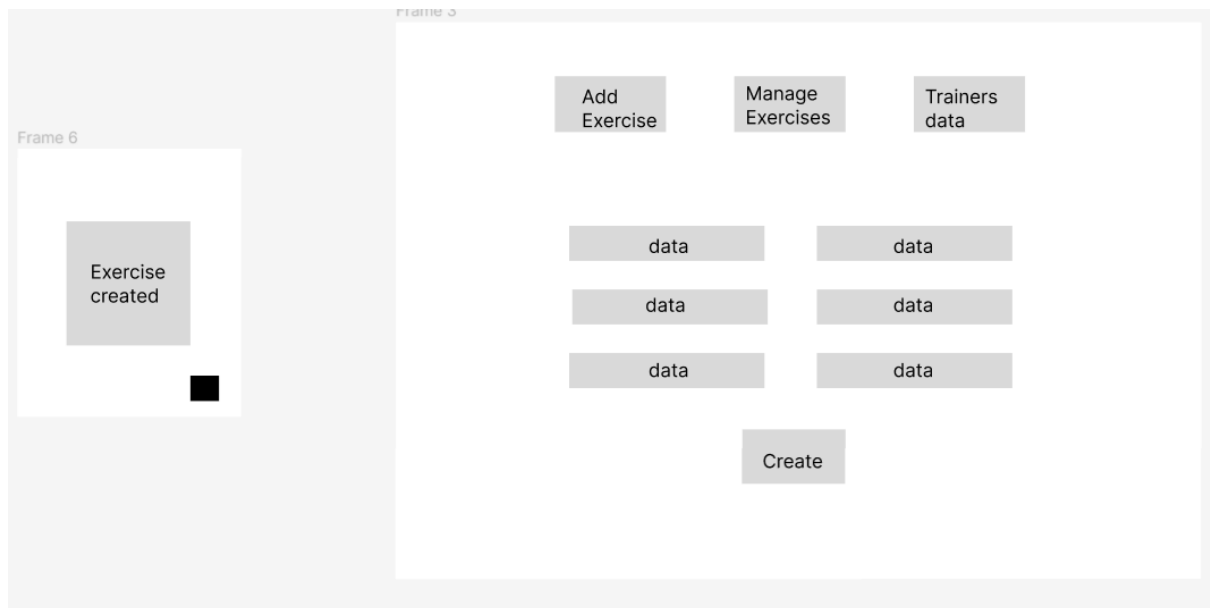 Frame 3
Add
Exercise
Manage
Exercises
Trainers
data
Frame 6
Exercise
created
data
data
data
data
data
data
Create